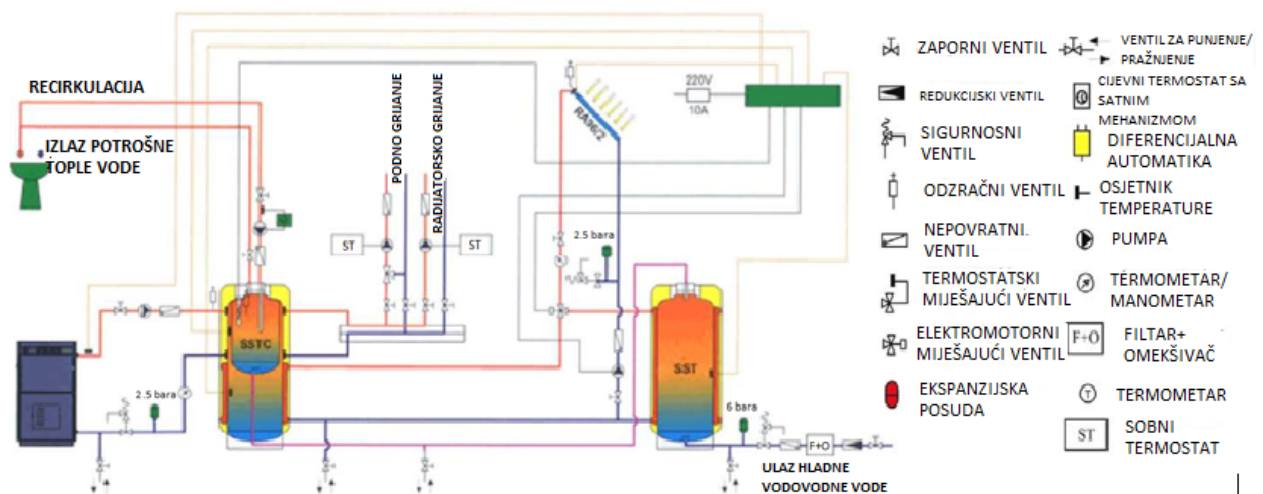 RECIRKULACIJA
IZLAZ POTROŠNE
TOPLE VODE
PODNO GRIJANJE
RADIJATORSKO GRIJANJE
ST
ST
220V
10A
RA96/2
2.5 bara
SSTC
SST
2.5 bara
6 bara
F+O
ULAZ HLADNE
VODOVODNE VODE
ZAPORNI VENTIL
REDUKCIJSKI VENTIL
SIGURNOSNI
VENTIL
ODZRAČNI VENTIL
NEPOVRATNI.
VENTIL
TERMOSTATSKI
MIJEŠAJUĆI VENTIL
ELEKTROMOTORNI
MIJEŠAJUĆI VENTIL
EKSPANZIJSKA
POSUDA
VENTIL ZA PUNJENJE/
PRAŽNJENJE
CIJEVNI TERMOSTAT SA
SATNIM
MEHANIZMOM
DIFERENCIJALNA
AUTOMATIKA
OSJETNIK
TEMPERATURE
PUMPA
TERMOMETAR/
MANOMETAR
F+O
FILTAR+
OMEKŠIVAČ
T
TERMOMETAR
ST
SOBNI
TERMOSTAT